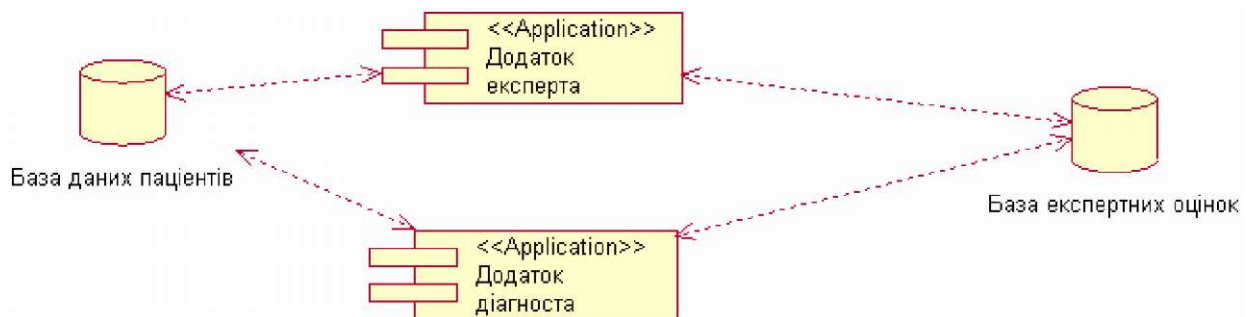 <<Application>>
Додаток
експерта
База даних пацієнтів
База експертних оцінок
<<Application>>
Додаток
діагноста